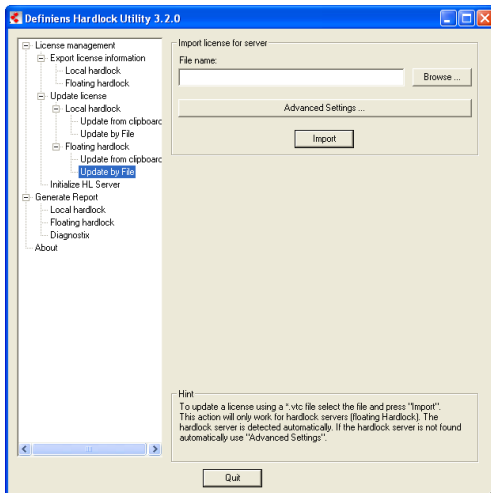 Definiens Hardlock Utility 3.2.0
License management
Export license information
Local hardlock
Floating hardlock
Update license
Local hardlock
Update from clipboarc
Update by File
Floating hardlock
Update from clipboarc
Update by File
Initialize HL Server
Generate Report
Local hardlock
Floating hardlock
Diagnostix
About
Import license for server
File name:
Browse ...
Advanced Settings ...
Import
Hint
To update a license using a *.vtc file select the file and press "Import".
This action will only work for hardlock servers (floating Hardlock). The
hardlock server is detected automatically. If the hardlock server is not found
automatically use "Advanced Settings".
Quit